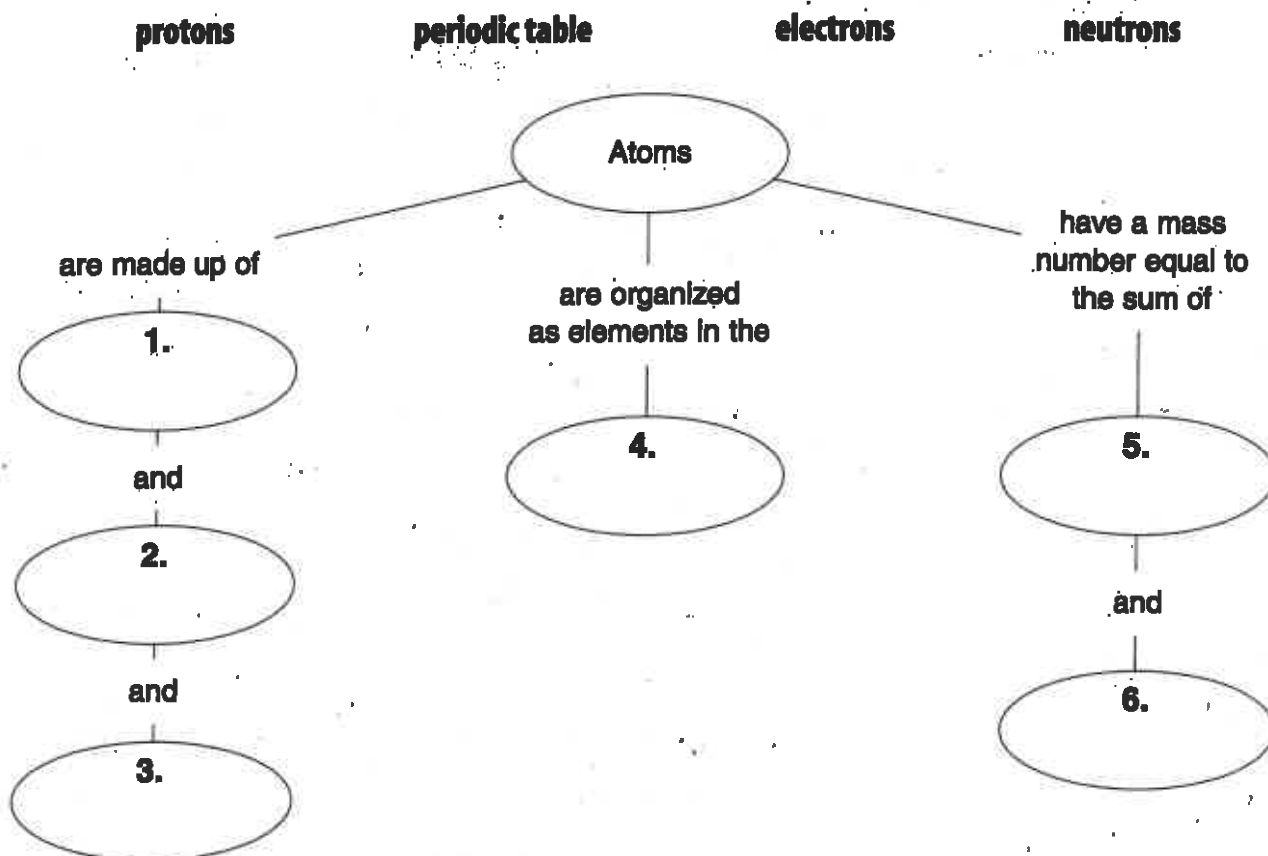 protons periodic table electrons neutrons
Atoms
are made up of
1.
and
2.
and
3.
are organized
as elements in the
4.
have a mass
number equal to
the sum of
5.
and
6.